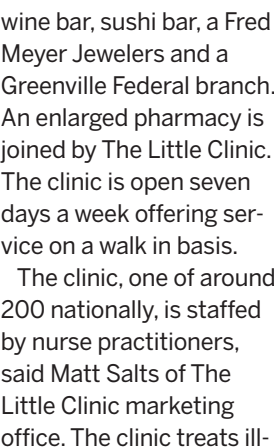 wine bar, sushi bar, a Fred
Meyer Jewelers and a
Greenville Federal branch.
An enlarged pharmacy is
joined by The Little Clinic.
The clinic is open seven
days a week offering ser-
vice on a walk in basis.
The clinic, one of around
200 nationally, is staffed
by nurse practitioners,
said Matt Salts of The
Little Clinic marketing
office. The clinic treats ill-